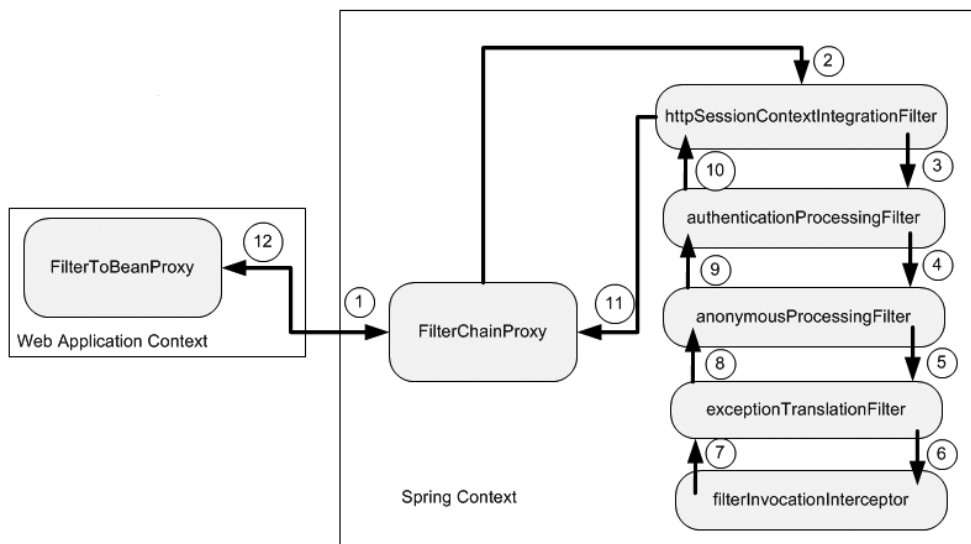 2
httpSessionContextIntegrationFilter
10
3
authenticationProcessingFilter
FilterToBeanProxy
12
9
4
1
11
FilterChainProxy
anonymousProcessingFilter
Web Application Context
8
5
exceptionTranslationFilter
7
6
Spring Context
filterInvocationInterceptor